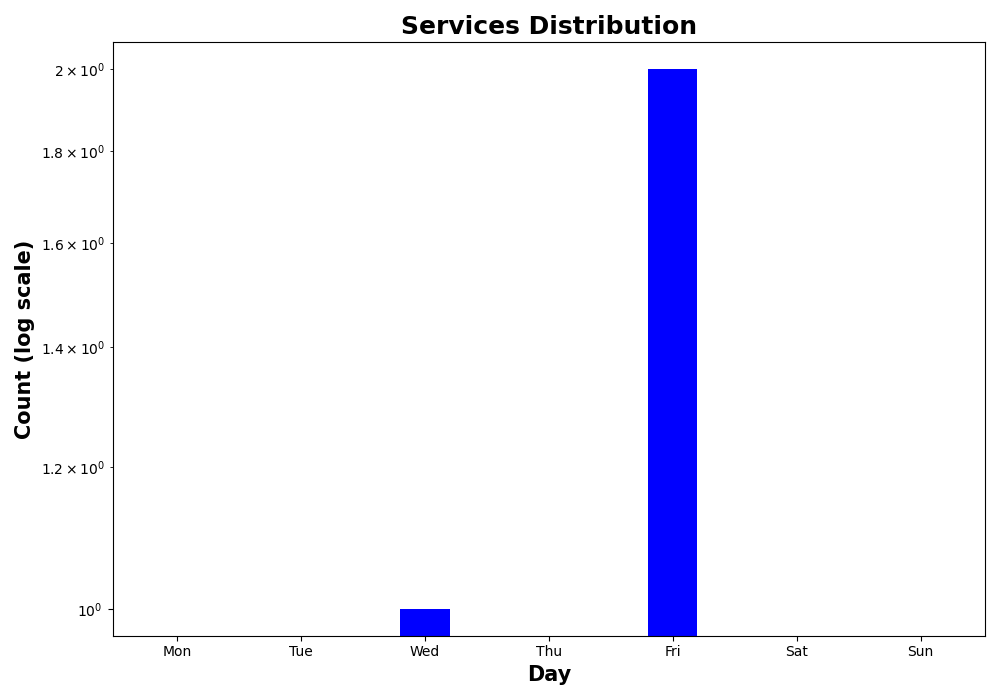 Services Distribution
Count (log scale)
2 × 10⁰
1.8 × 10⁰
1.6 × 10⁰
1.4 × 10⁰
1.2 × 10⁰
10⁰
Mon Tue Wed Thu Fri Sat Sun
Day